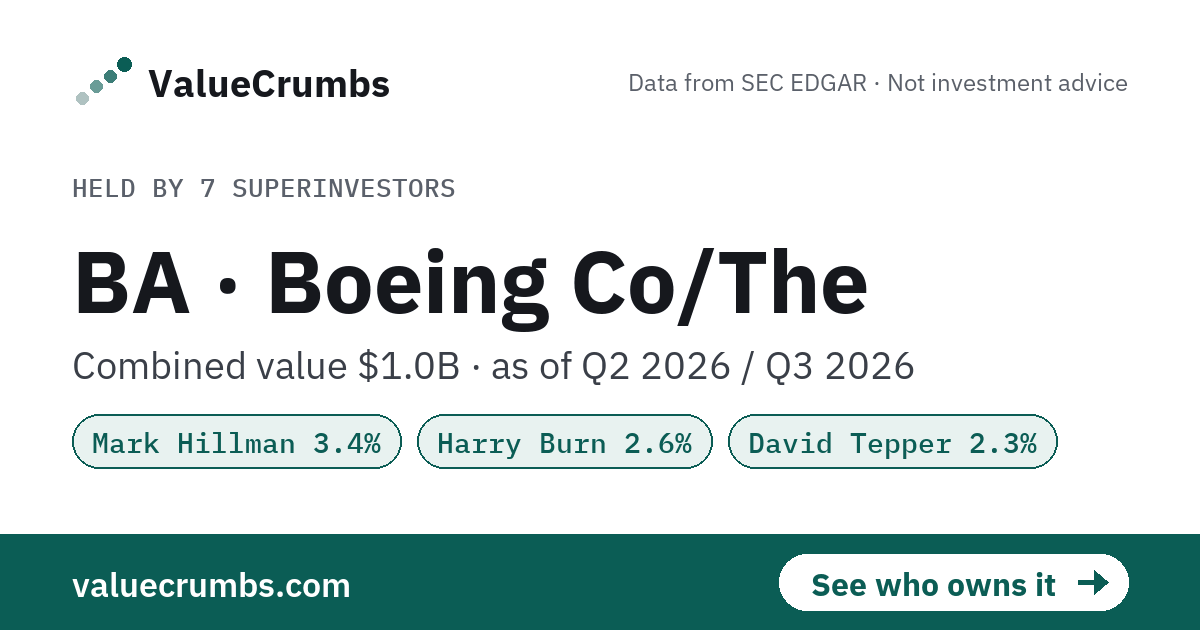 ValueCrumbs
Data from SEC EDGAR · Not investment advice
HELD BY 7 SUPERINVESTORS
BA · Boeing Co/The
Combined value $1.0B · as of Q2 2026 / Q3 2026
Mark Hillman 3.4%
Harry Burn 2.6%
David Tepper 2.3%
valuecrumbs.com
See who owns it →